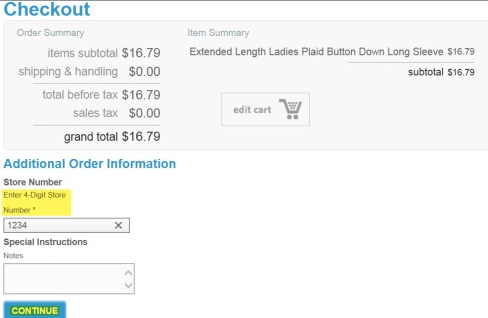 Checkout
Order Summary
items subtotal $16.79
shipping & handling $0.00
total before tax $16.79
sales tax $0.00
grand total $16.79
Item Summary
Extended Length Ladies Plaid Button Down Long Sleeve $16.79
subtotal $16.79
edit cart
Additional Order Information
Store Number
Enter 4-Digit Store
Number *
1234
Special Instructions
Notes
CONTINUE